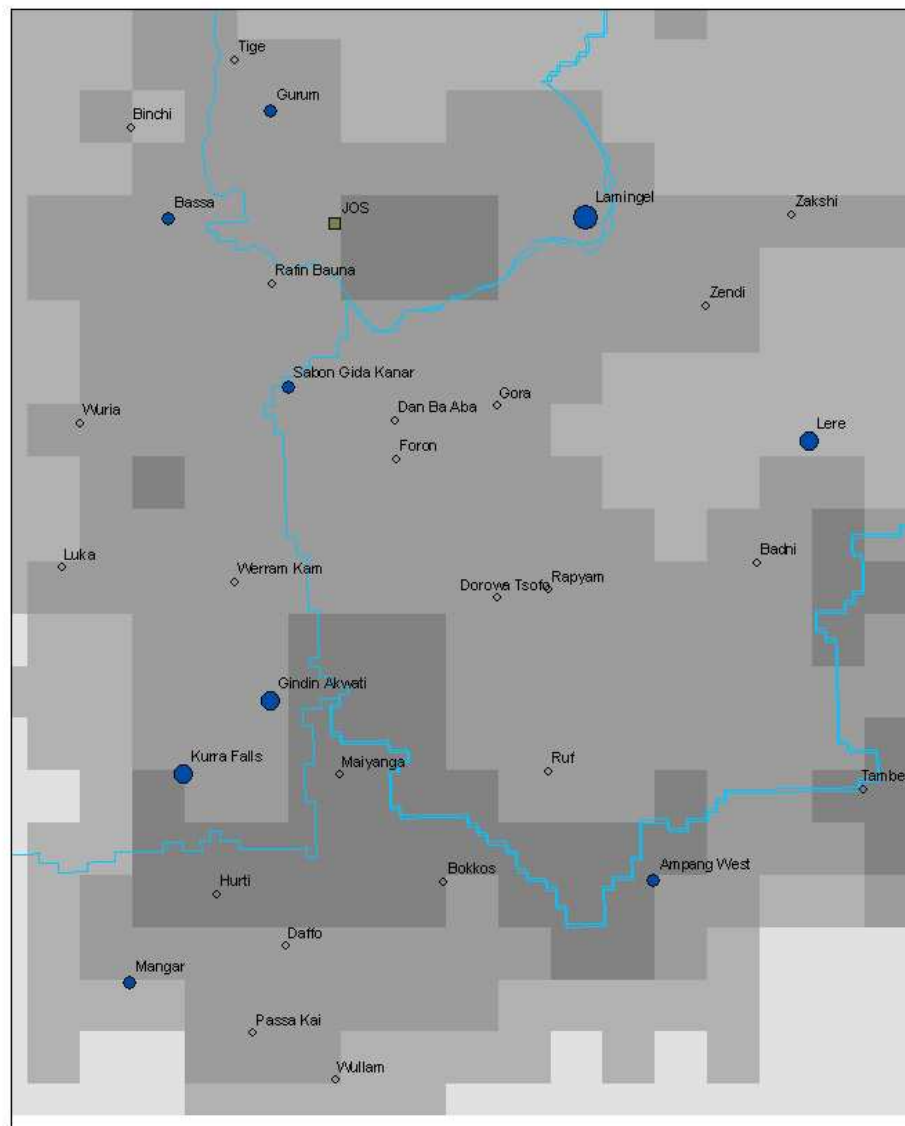 Tige
Gurum
Binchi
Bassa
JOS
Lamingel
Zakshi
Rafin Bauna
Zendi
Sabon Gida Kanar
Gora
Wuria
Dan Ba Aba
Lere
Foron
Luka
Badni
Werram Kam
Dorowa Tsofo
Rapyam
Gindin Akwati
Kurra Falls
Maiyanga
Ruf
Tambe
Ampang West
Hurti
Bokkos
Daffo
Mangar
Passa Kai
Wullam